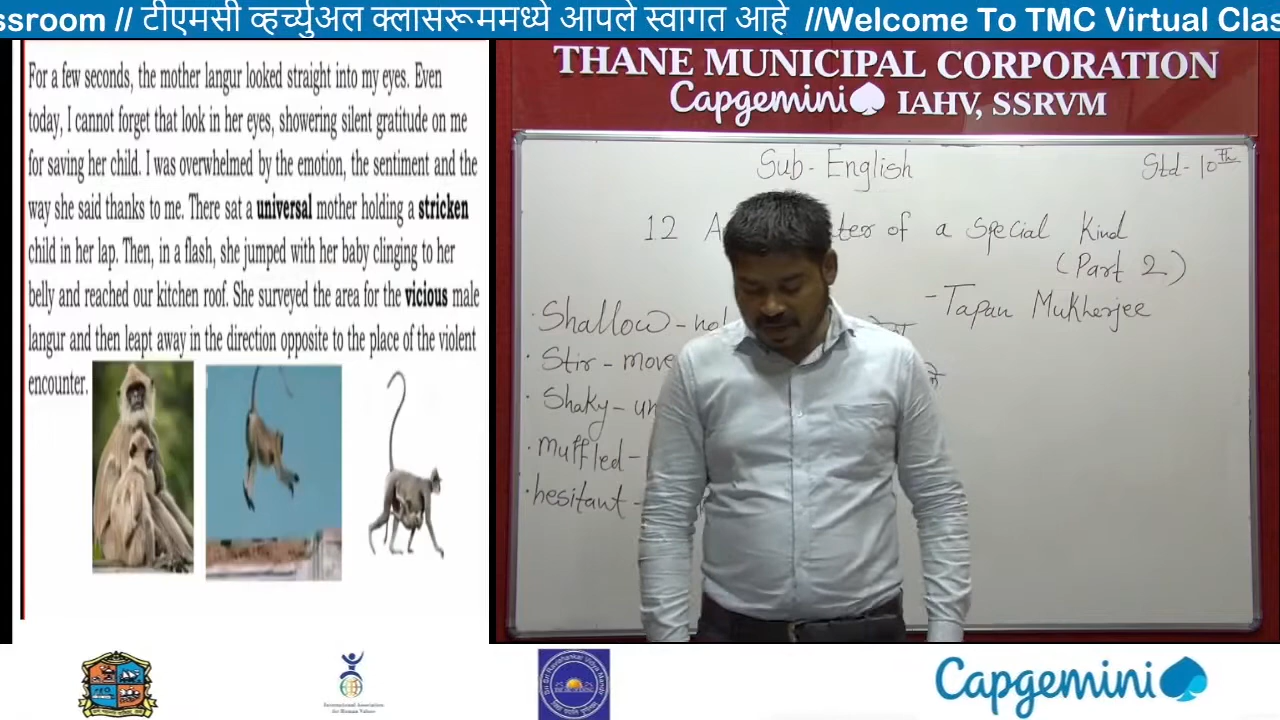 ssroom // टीएमसी व्हर्च्युअल क्लासरूममध्ये आपले स्वागत आहे //Welcome To TMC Virtual Clas
For a few seconds, the mother langur looked straight into my eyes. Even
today, I cannot forget that look in her eyes, showering silent gratitude on me
for saving her child. I was overwhelmed by the emotion, the sentiment and the
way she said thanks to me. There sat a universal mother holding a stricken
child in her lap. Then, in a flash, she jumped with her baby clinging to her
belly and reached our kitchen roof. She surveyed the area for the vicious male
langur and then leapt away in the direction opposite to the place of the violent
encounter.
THANE MUNICIPAL CORPORATION
Capgemini IAHV, SSRVM
Sub - English
Std - 10th
12 A of a Special Kind
(Part 2)
- Tapan Mukherjee
· Shallow - not
· Stir - move
· Shaky - un
· muffled -
· hesitant -
International Association
for Human Values
Capgemini